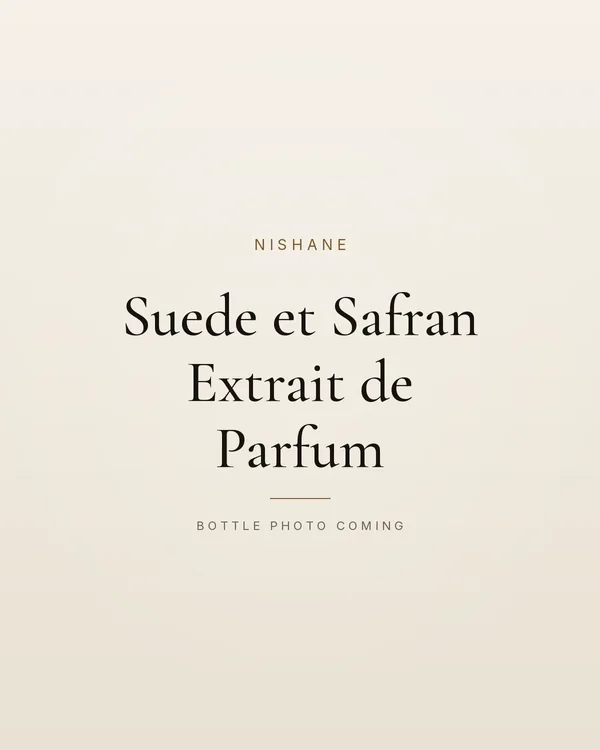 NISHANE
Suede et Safran
Extrait de
Parfum
BOTTLE PHOTO COMING